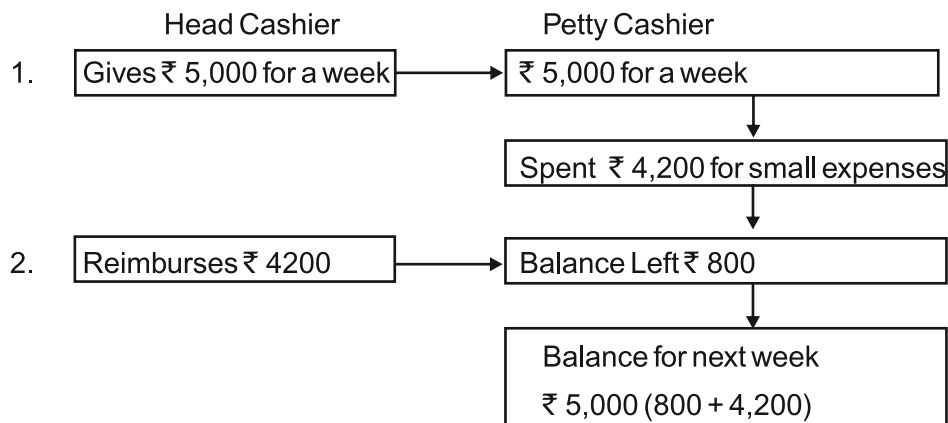 Head Cashier Petty Cashier
1. Gives ₹ 5,000 for a week ₹ 5,000 for a week
Spent ₹ 4,200 for small expenses
2. Reimburses ₹ 4200 Balance Left ₹ 800
Balance for next week
₹ 5,000 (800 + 4,200)